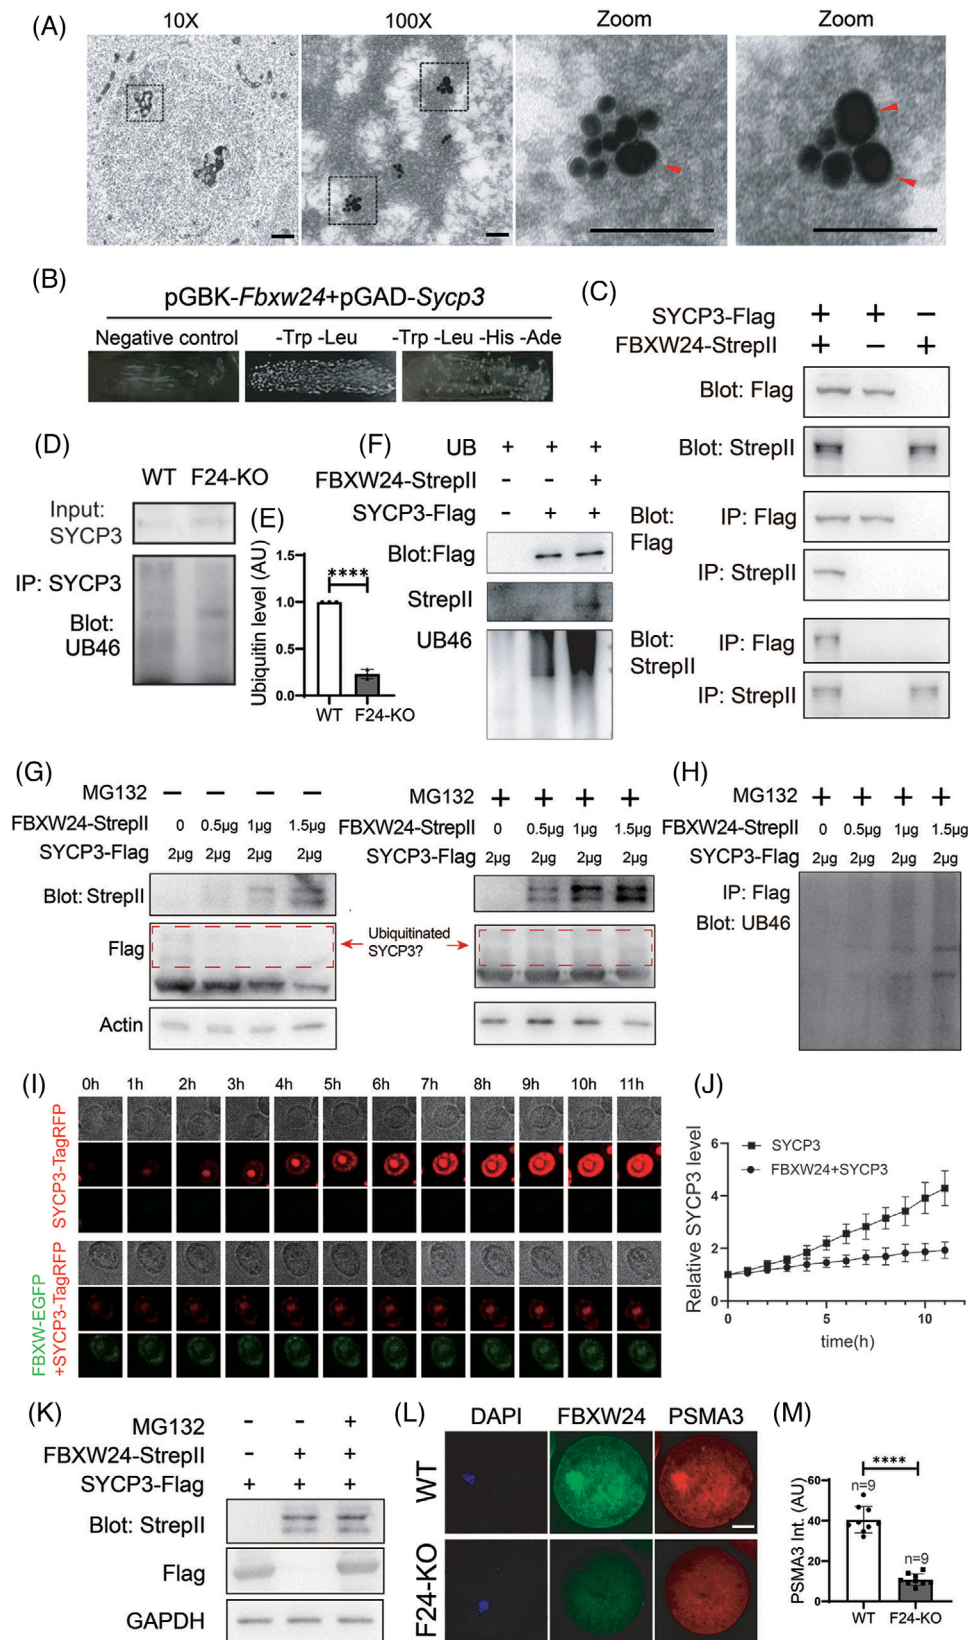 (A)
10X 100X Zoom Zoom
(B)
pGBK-Fbxw24+pGAD-Sycp3
Negative control -Trp -Leu -Trp -Leu -His -Ade
(C)
SYCP3-Flag + + −
FBXW24-StrepII + − +
Blot: Flag
Blot: StrepII
Blot: Flag
IP: Flag
IP: StrepII
Blot: StrepII
IP: Flag
IP: StrepII
(D)
WT F24-KO
Input: SYCP3
IP: SYCP3
Blot: UB46
(E)
Ubiquitin level (AU)
1.5
1.0
0.5
0.0
****
WT F24-KO
(F)
UB + + +
FBXW24-StrepII - - +
SYCP3-Flag - + +
Blot:Flag
StrepII
UB46
(G)
MG132 − − − −
FBXW24-StrepII 0 0.5μg 1μg 1.5μg
SYCP3-Flag 2μg 2μg 2μg 2μg
Blot: StrepII
Flag
Actin
Ubiquitinated
SYCP3?
MG132 + + + +
FBXW24-StrepII 0 0.5μg 1μg 1.5μg
SYCP3-Flag 2μg 2μg 2μg 2μg
(H)
MG132 + + + +
FBXW24-StrepII 0 0.5μg 1μg 1.5μg
SYCP3-Flag 2μg 2μg 2μg 2μg
IP: Flag
Blot: UB46
(I)
0h 1h 2h 3h 4h 5h 6h 7h 8h 9h 10h 11h
SYCP3-TagRFP
FBXW-EGFP
+SYCP3-TagRFP
(J)
Relative SYCP3 level
6
4
2
0
SYCP3
FBXW24+SYCP3
0 5 10
time(h)
(K)
MG132 - - +
FBXW24-StrepII - + +
SYCP3-Flag + + +
Blot: StrepII
Flag
GAPDH
(L)
DAPI FBXW24 PSMA3
WT
F24-KO
(M)
PSMA3 Int. (AU)
60
40
20
0
****
n=9
n=9
WT F24-KO